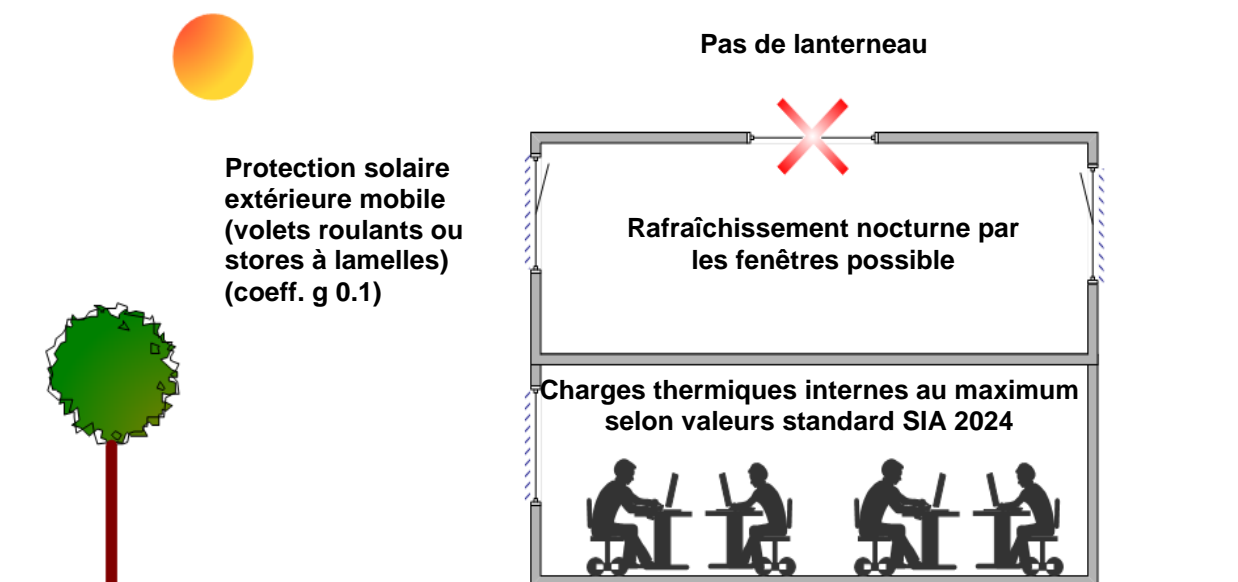 Pas de lanterneau
Protection solaire
extérieure mobile
(volets roulants ou
stores à lamelles)
(coeff. g 0.1)
Rafraîchissement nocturne par
les fenêtres possible
Charges thermiques internes au maximum
selon valeurs standard SIA 2024